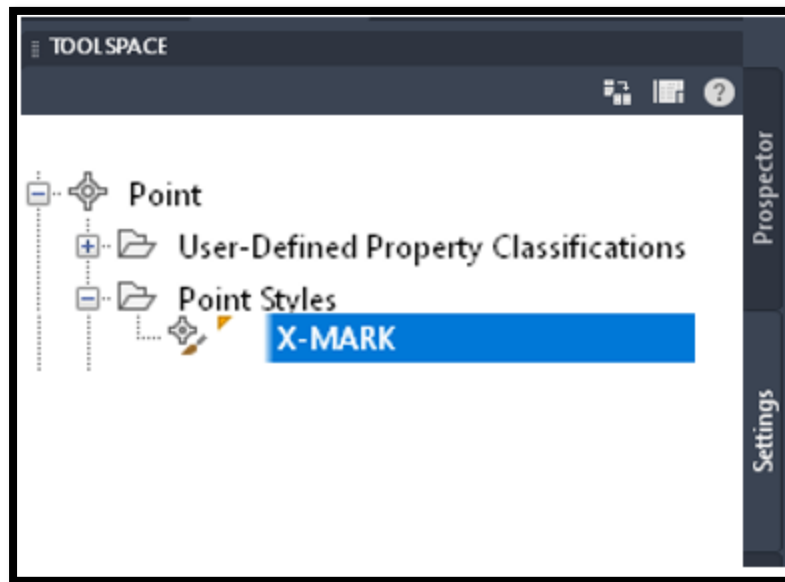 TOOLSPACE
Point
User-Defined Property Classifications
Point Styles
X-MARK
Prospector
Settings